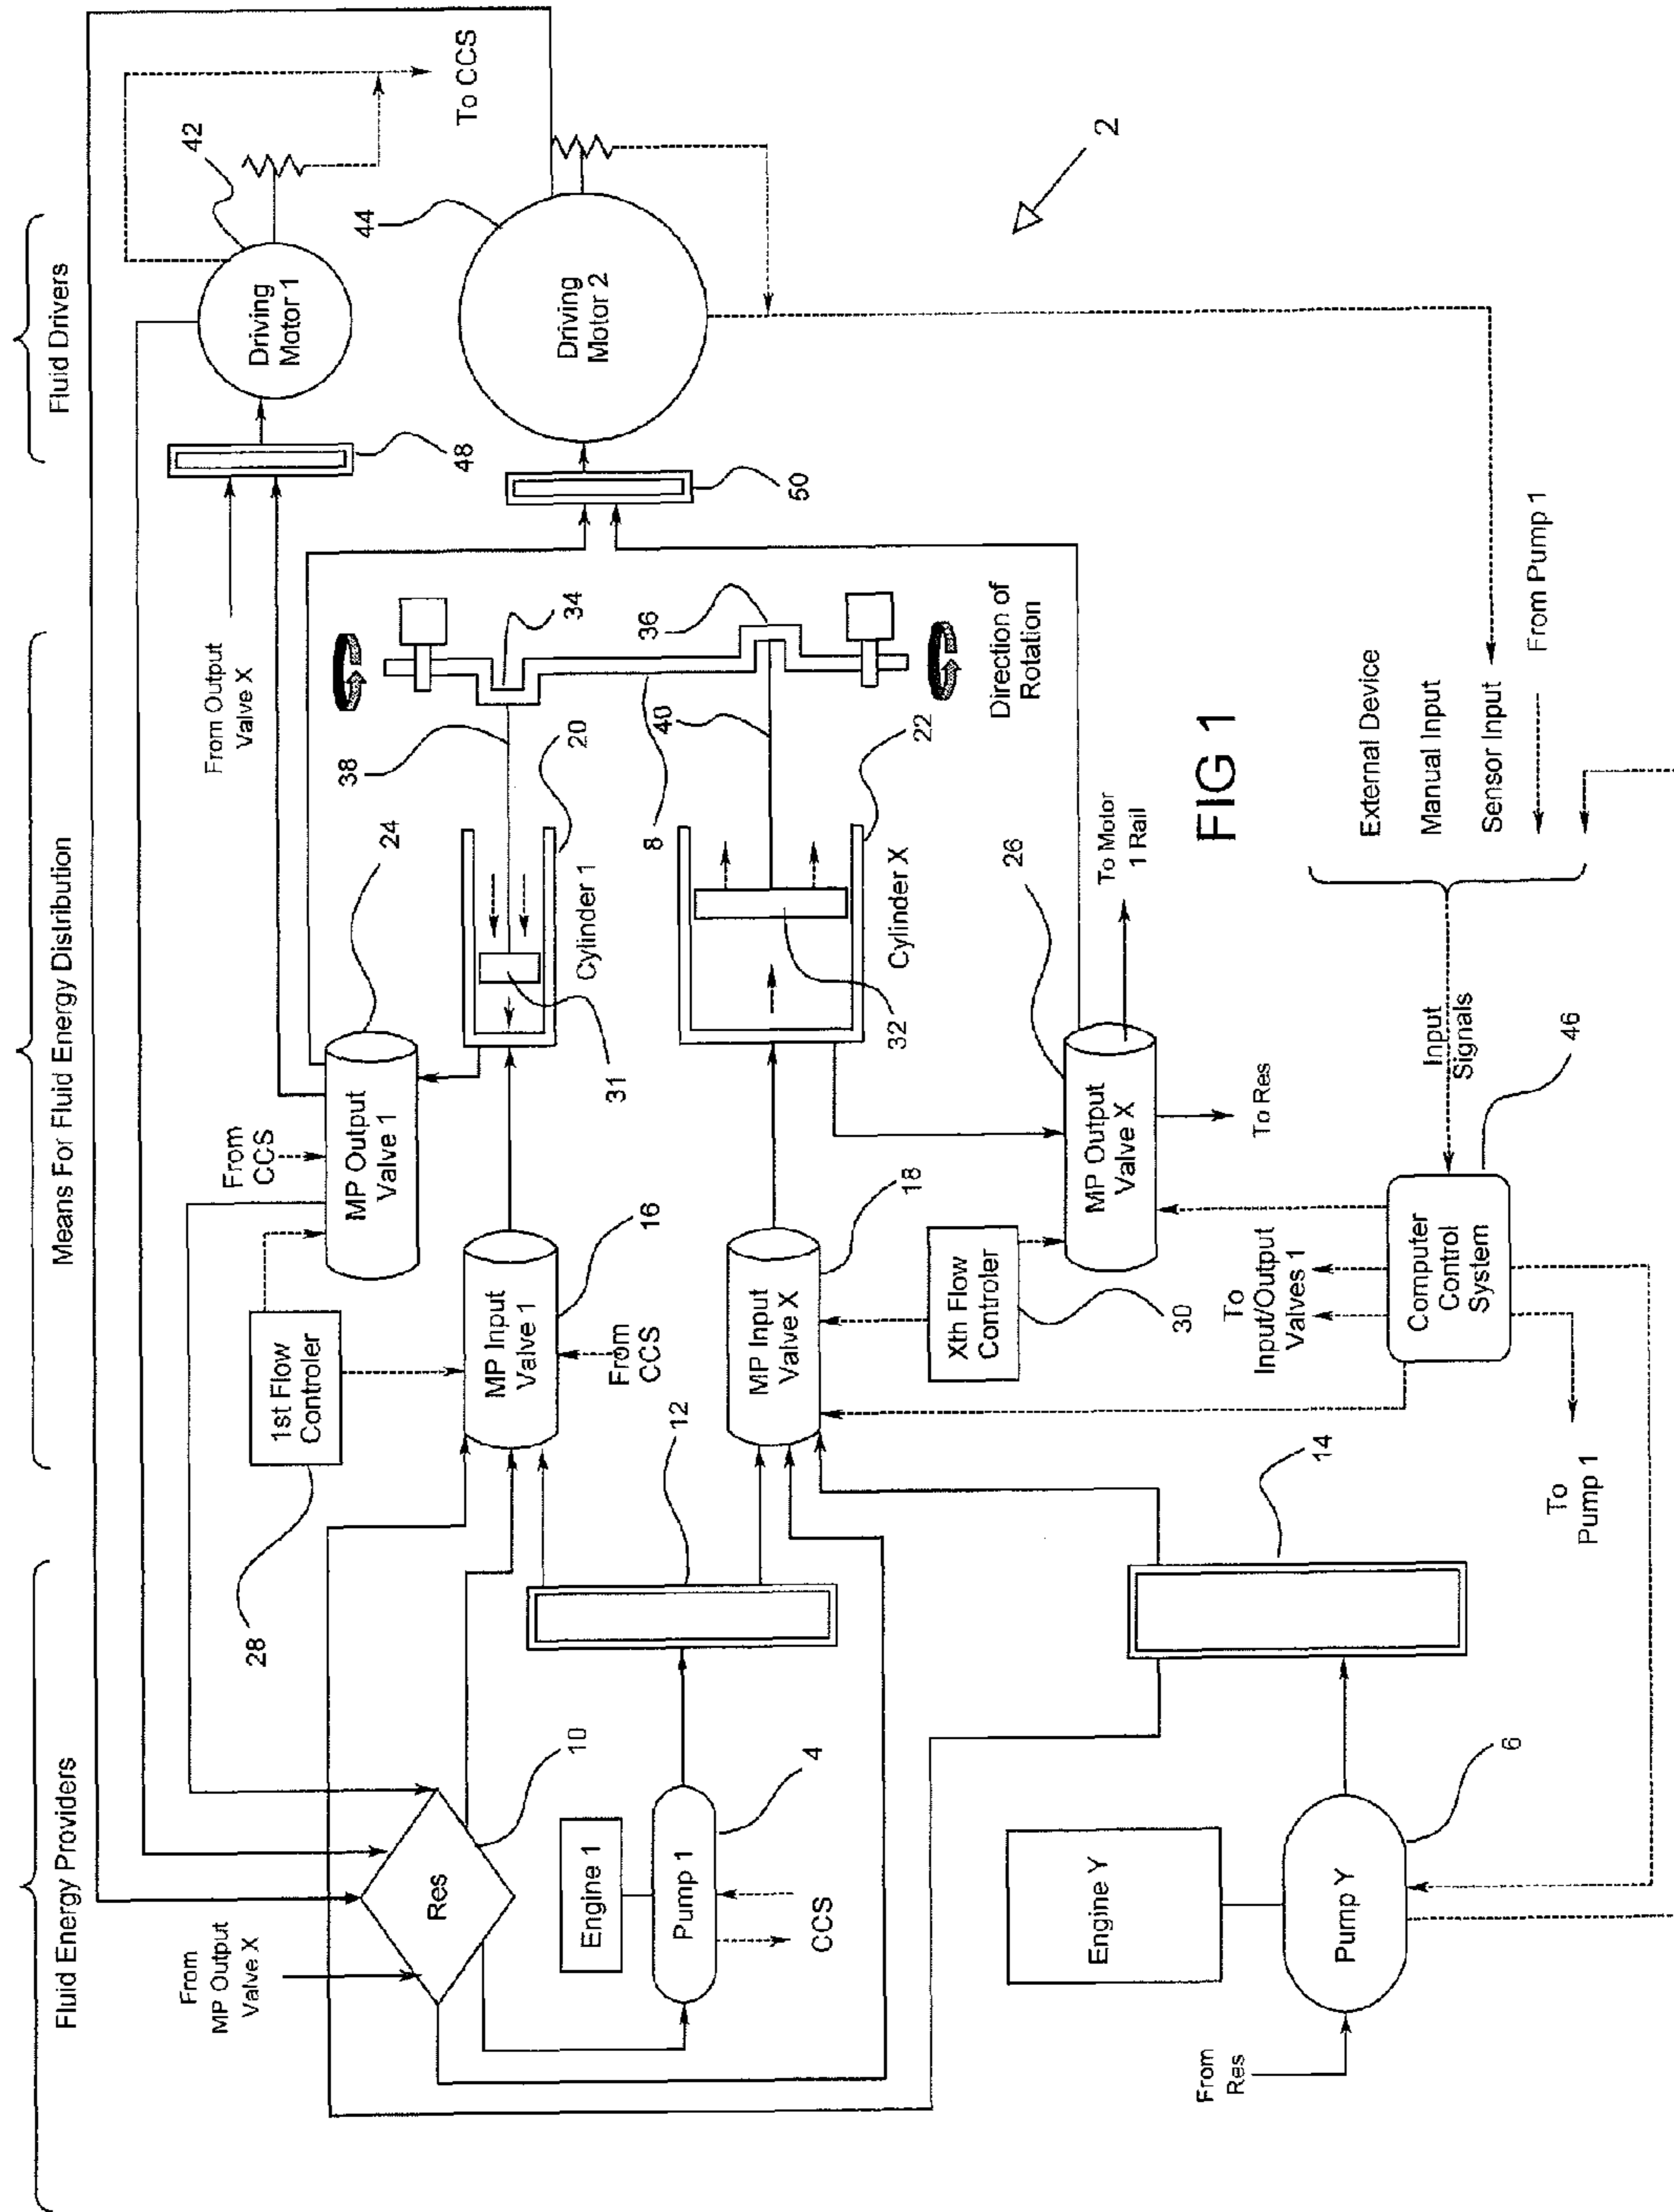 Fluid Energy Providers
Means For Fluid Energy Distribution
Fluid Drivers
From
MP Output
Valve X
Res
10
Engine 1
Pump 1
4
CCS
12
1st Flow
Controler
28
From
CCS
MP Output
Valve 1
24
MP Input
Valve 1
16
From
CCS
MP Input
Valve X
18
Cylinder 1
20
31
38
34
8
Cylinder X
22
32
40
36
Direction of
Rotation
From Output
Valve X
48
Driving
Motor 1
42
To CCS
50
Driving
Motor 2
44
2
Xth Flow
Controler
30
MP Output
Valve X
26
To Motor
1 Rail
To Res
From
Res
Engine Y
Pump Y
6
14
To
Pump 1
To
Input/Output
Valves 1
Computer
Control
System
46
Input
Signals
External Device
Manual Input
Sensor Input
From Pump 1
FIG 1